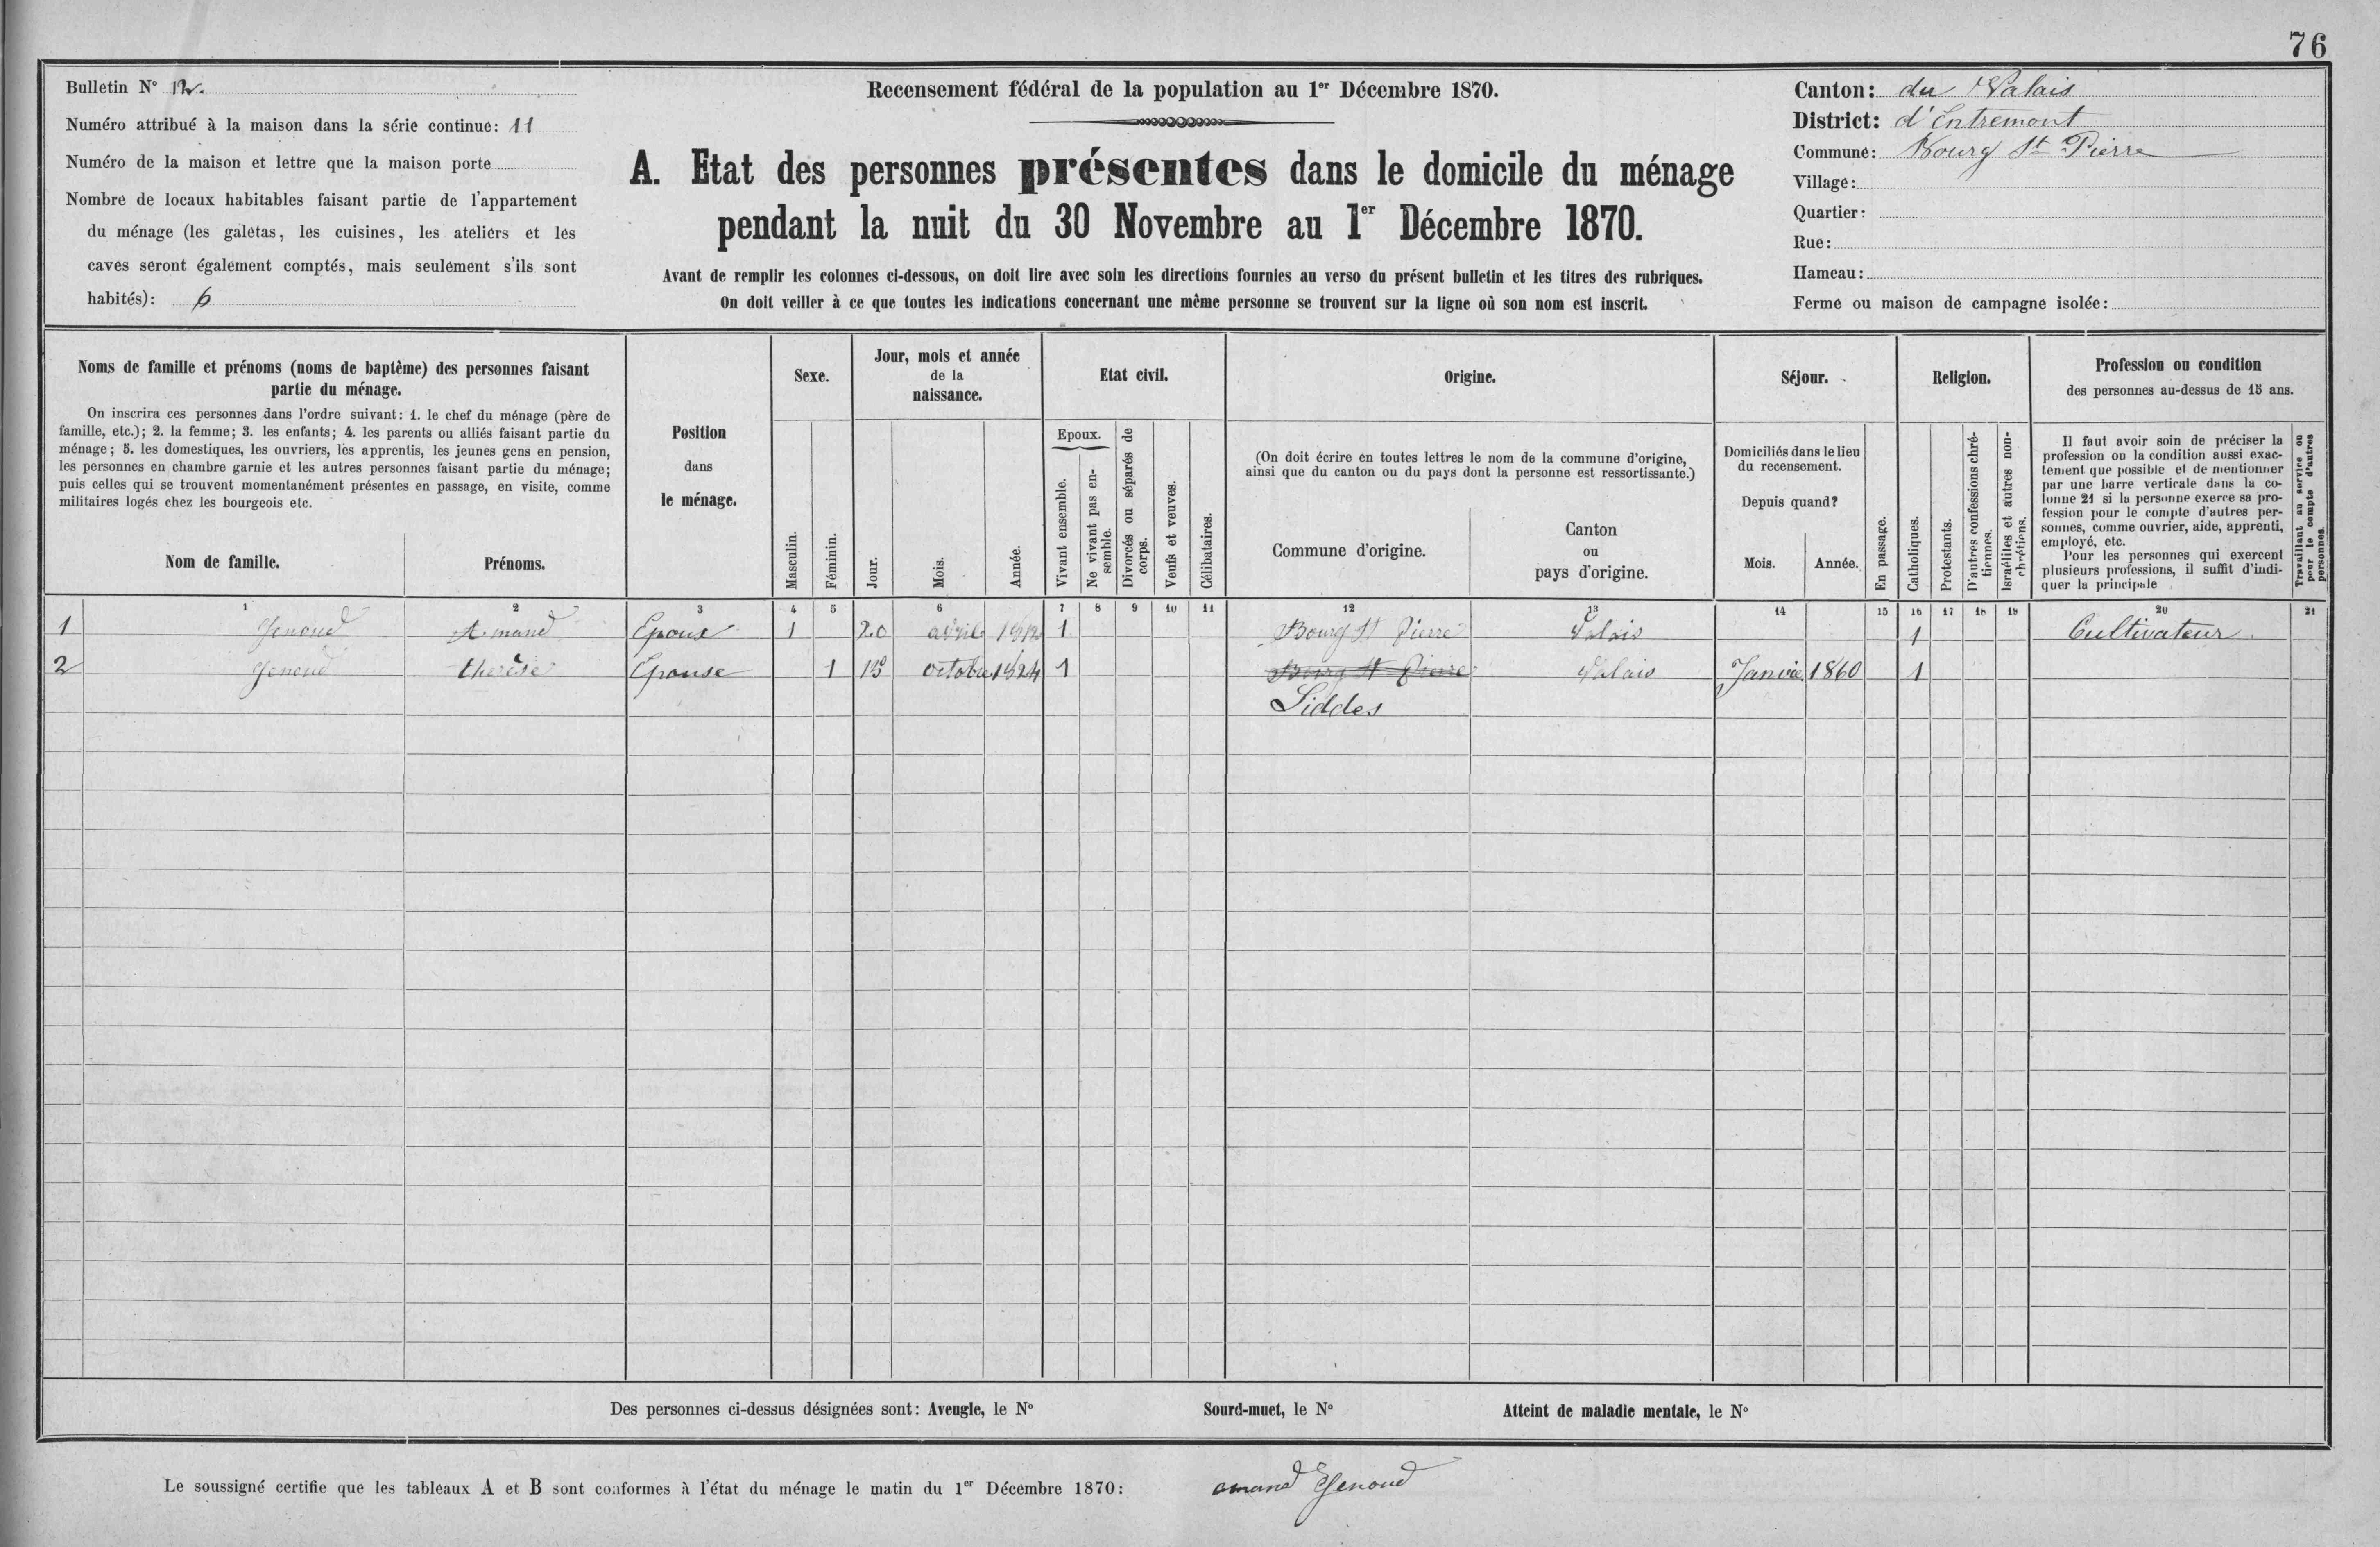 76
Bulletin N° 12.
Numéro attribué à la maison dans la série continue: 11
Numéro de la maison et lettre que la maison porte
Nombre de locaux habitables faisant partie de l'appartement
du ménage (les galetas, les cuisines, les ateliers et les
caves seront également comptés, mais seulement s'ils sont
habités): 6
Recensement fédéral de la population au 1er Décembre 1870.
A. Etat des personnes présentes dans le domicile du ménage
pendant la nuit du 30 Novembre au 1er Décembre 1870.
Avant de remplir les colonnes ci-dessous, on doit lire avec soin les directions fournies au verso du présent bulletin et les titres des rubriques.
On doit veiller à ce que toutes les indications concernant une même personne se trouvent sur la ligne où son nom est inscrit.
Canton: du Valais
District: d'Entremont
Commune: Bourg St Pierre
Village:
Quartier:
Rue:
Hameau:
Ferme ou maison de campagne isolée:
Noms de famille et prénoms (noms de baptême) des personnes faisant
partie du ménage.
On inscrira ces personnes dans l'ordre suivant: 1. le chef du ménage (père de
famille, etc.); 2. la femme; 3. les enfants; 4. les parents ou alliés faisant partie du
ménage; 5. les domestiques, les ouvriers, les apprentis, les jeunes gens en pension,
les personnes en chambre garnie et les autres personnes faisant partie du ménage;
puis celles qui se trouvent momentanément présentes en passage, en visite, comme
militaires logés chez les bourgeois etc.
Nom de famille.
Prénoms.
Position
dans
le ménage.
Sexe.
Masculin.
Féminin.
Jour, mois et année
de la
naissance.
Jour.
Mois.
Année.
Etat civil.
Epoux.
Vivant ensemble.
Ne vivant pas en-
semble.
Divorcés ou séparés de
corps.
Veufs et veuves.
Célibataires.
Origine.
(On doit écrire en toutes lettres le nom de la commune d'origine,
ainsi que du canton ou du pays dont la personne est ressortissante.)
Commune d'origine.
Canton
ou
pays d'origine.
Séjour.
Domiciliés dans le lieu
du recensement.
Depuis quand?
Mois.
Année.
En passage.
Religion.
Catholiques.
Protestants.
D'autres confessions chré-
tiennes.
Israélites et autres non-
chrétiens.
Profession ou condition
des personnes au-dessus de 15 ans.
Il faut avoir soin de préciser la
profession ou la condition aussi exac-
tement que possible et de mentionner
par une barre verticale dans la co-
lonne 21 si la personne exerce sa pro-
fession pour le compte d'autres per-
sonnes, comme ouvrier, aide, apprenti,
employé, etc.
Pour les personnes qui exercent
plusieurs professions, il suffit d'indi-
quer la principale
Travaillant au service ou
pour le compte d'autres
personnes.
1 2 3 4 5 6 7 8 9 10 11 12 13 14 15 16 17 18 19 20 21
1 Genoud Amand Epoux 1 20 avril 1 Bourg St Pierre Valais 1 Cultivateur
2 Genoud therèse Epouse 1 15 octobre 1824 1 Bourg St Pierre Valais Janvie 1860 1
Liddes
Des personnes ci-dessus désignées sont: Aveugle, le N° Sourd-muet, le N° Atteint de maladie mentale, le N°
Le soussigné certifie que les tableaux A et B sont conformes à l'état du ménage le matin du 1er Décembre 1870: amand Genoud